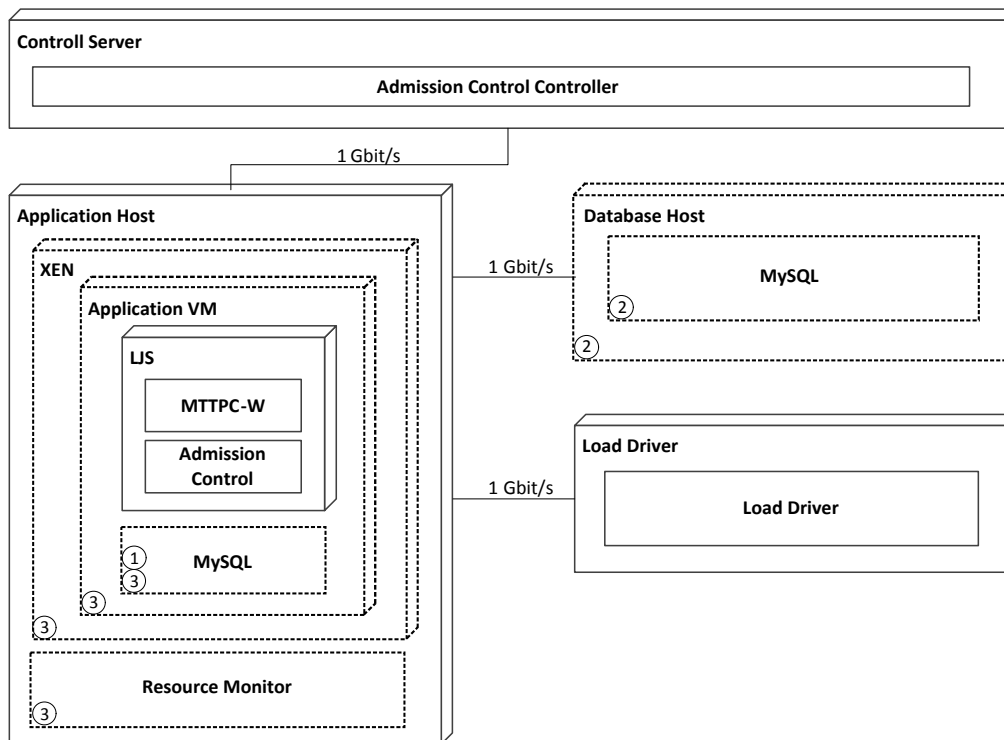 Controll Server
Admission Control Controller
1 Gbit/s
Application Host
XEN
Application VM
LJS
MTTPC-W
Admission
Control
1
3
MySQL
3
3
Resource Monitor
3
1 Gbit/s
Database Host
MySQL
2
2
1 Gbit/s
Load Driver
Load Driver